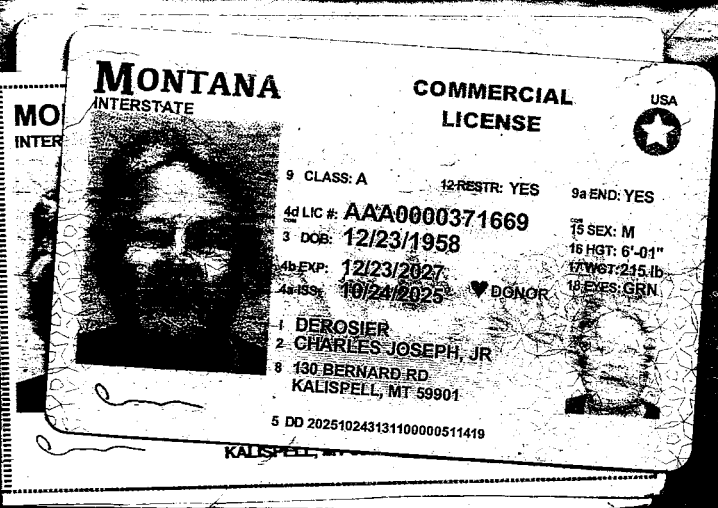 MONTANA
INTERSTATE
COMMERCIAL
LICENSE
USA
9 CLASS: A
12 RESTR: YES
9a END: YES
4d LIC #: AAA0000371669
3 DOB: 12/23/1958
4b EXP: 12/23/2027
4a ISS: 10/24/2025
DONOR
15 SEX: M
16 HGT: 6'-01"
17 WGT: 215 lb
18 EYES: GRN
1 DEROSIER
2 CHARLES JOSEPH, JR
8 130 BERNARD RD
KALISPELL, MT 59901
5 DD 20251024313110000511419
MO
INTER
KALISPELL,